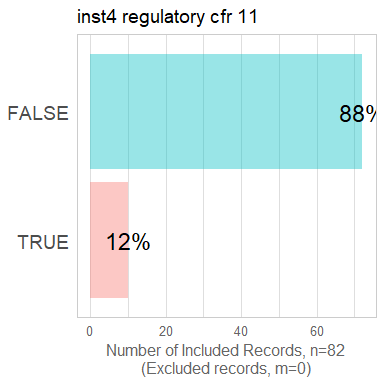 inst4 regulatory cfr 11
FALSE
88%
TRUE
12%
0 20 40 60
Number of Included Records, n=82
(Excluded records, m=0)